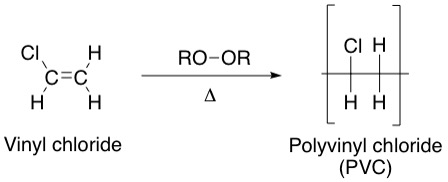 Cl H
C=C
H H
Vinyl chloride
RO-OR
Δ
Cl H
H H
Polyvinyl chloride
(PVC)